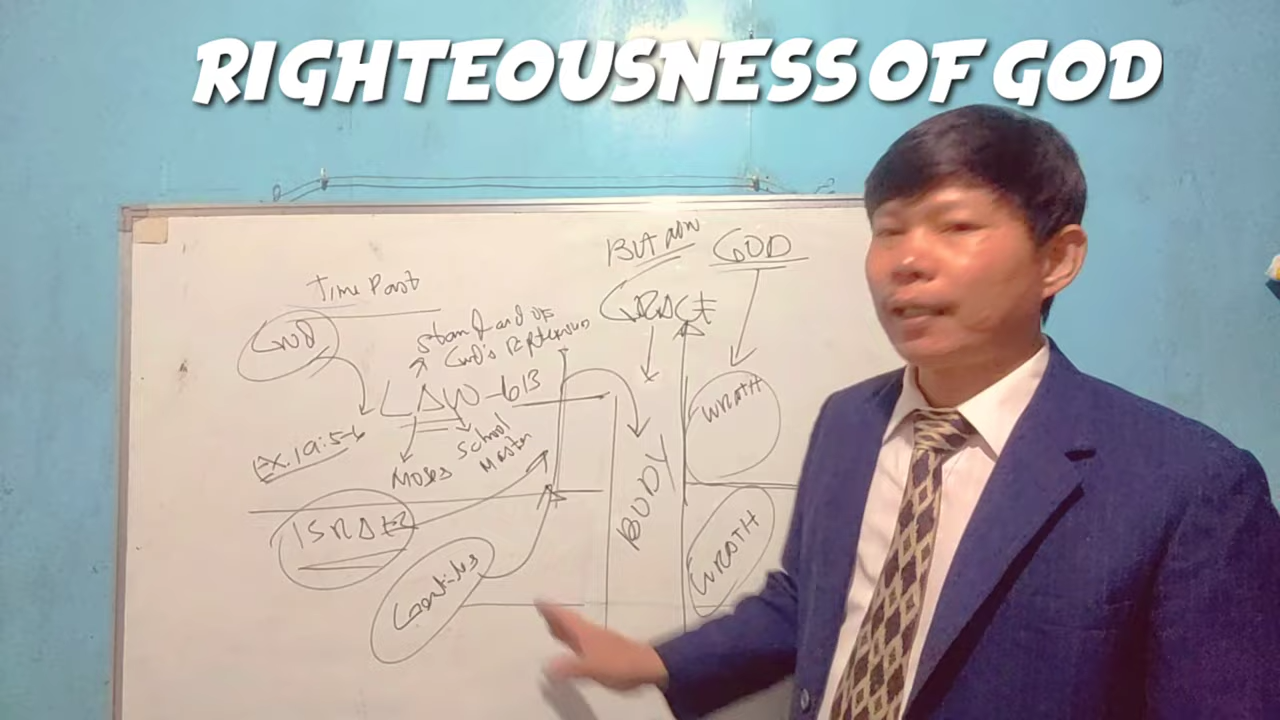 RIGHTEOUSNESS OF GOD
BUT NOW
GOD
Time Past
GRACE
God
standard of
God's
LAW-613
WRATH
Ex. 19:5-6
School
Master
Moses
BODY
ISRAEL
WRATH
Gentiles